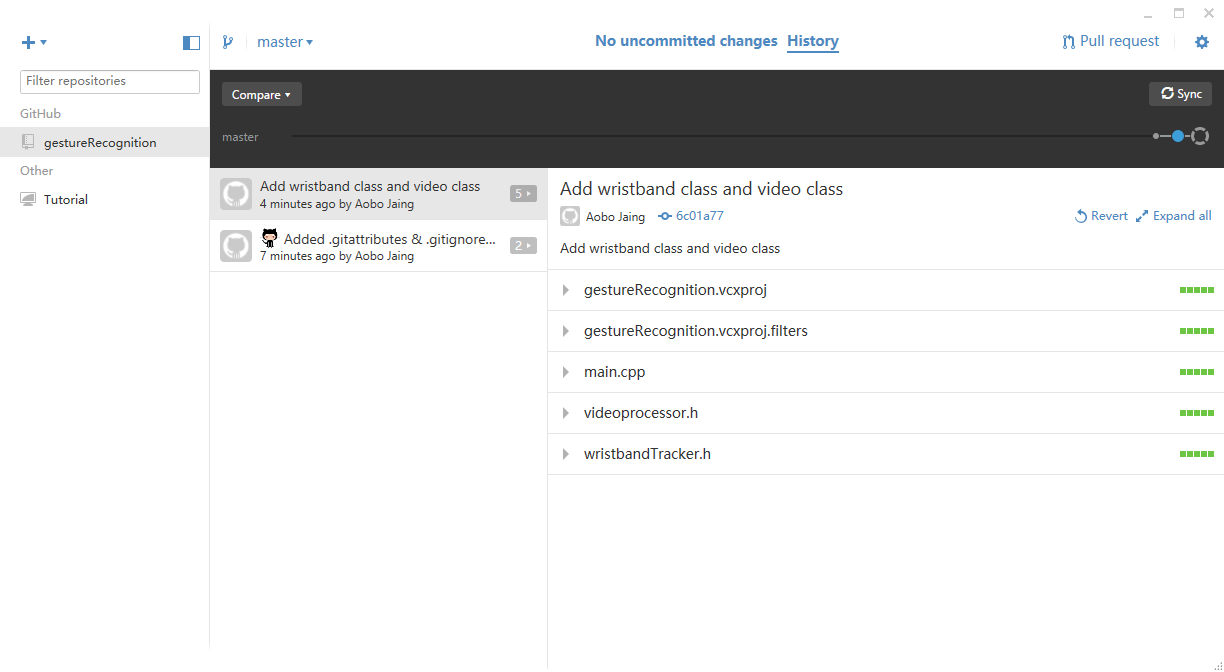 master
No uncommitted changes History
Pull request
Filter repositories
GitHub
gestureRecognition
Other
Tutorial
Compare
Sync
master
Add wristband class and video class
4 minutes ago by Aobo Jaing
5
Added .gitattributes & .gitignore...
7 minutes ago by Aobo Jaing
2
Add wristband class and video class
Aobo Jaing 6c01a77
Revert Expand all
Add wristband class and video class
gestureRecognition.vcxproj
gestureRecognition.vcxproj.filters
main.cpp
videoprocessor.h
wristbandTracker.h